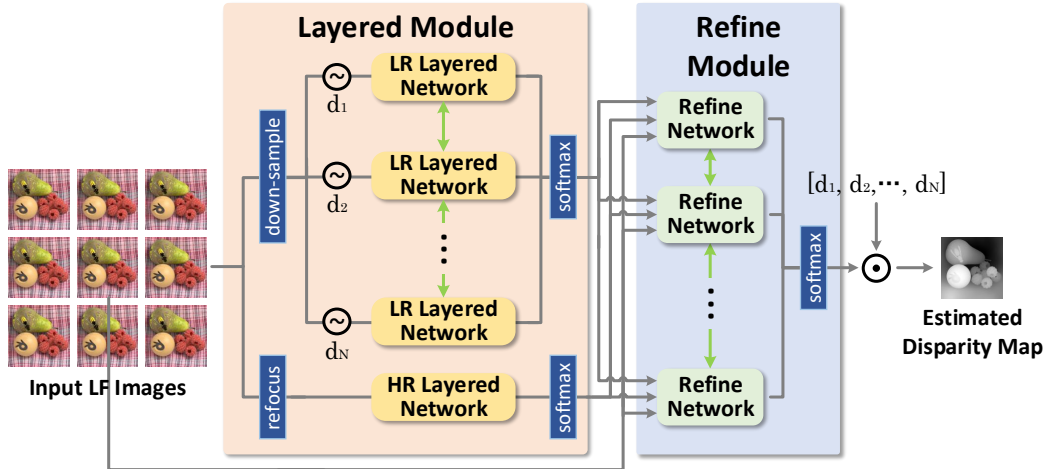 Layered Module
Refine
Module
LR Layered
Network
d1
down-sample
LR Layered
Network
d2
softmax
LR Layered
Network
dN
refocus
HR Layered
Network
softmax
Refine
Network
Refine
Network
Refine
Network
softmax
[d1, d2,···, dN]
Input LF Images
Estimated
Disparity Map